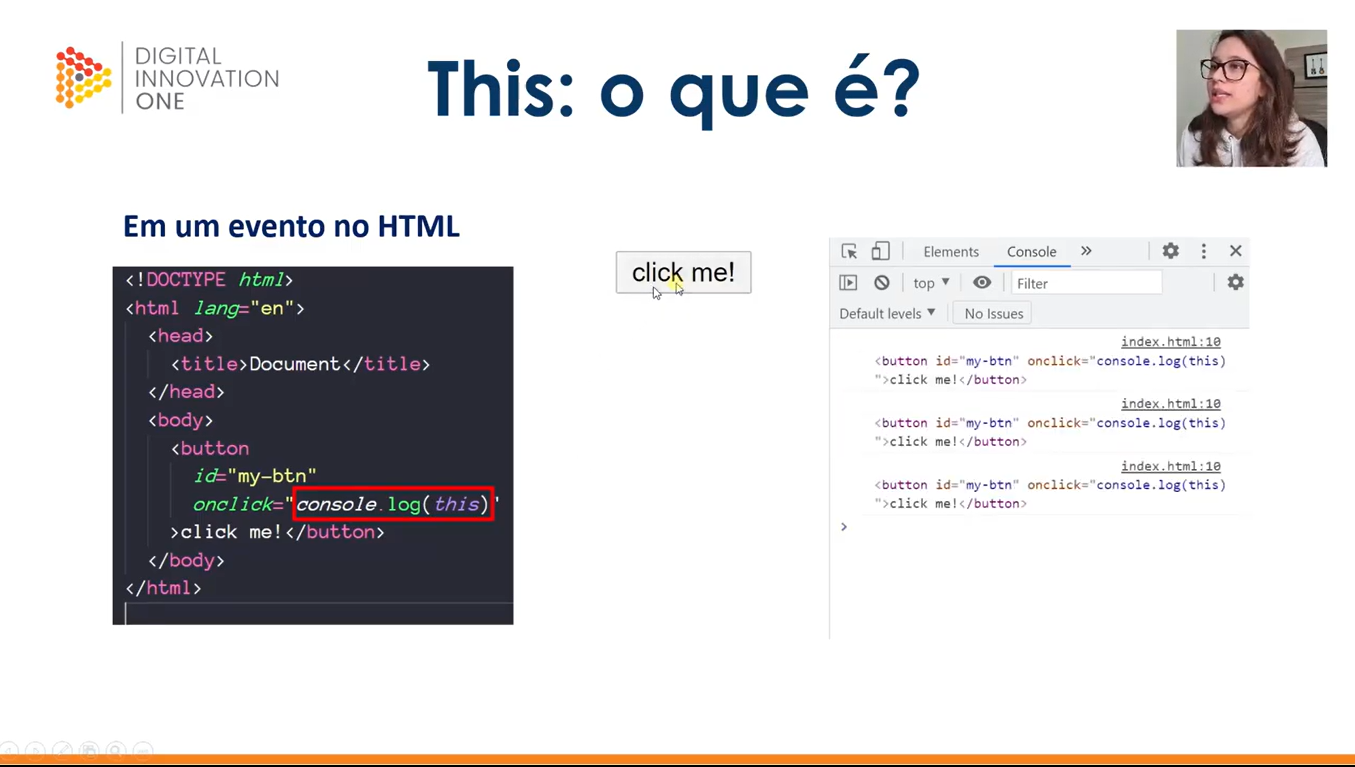 DIGITAL
INNOVATION
ONE
This: o que é?
Em um evento no HTML
<!DOCTYPE html>
<html lang="en">
<head>
<title>Document</title>
</head>
<body>
<button
id="my-btn"
onclick="console.log(this)"
>click me!</button>
</body>
</html>
click me!
Elements Console »
top ▼ Filter
Default levels ▼ No Issues
index.html:10
<button id="my-btn" onclick="console.log(this)
">click me!</button>
index.html:10
<button id="my-btn" onclick="console.log(this)
">click me!</button>
index.html:10
<button id="my-btn" onclick="console.log(this)
">click me!</button>
>